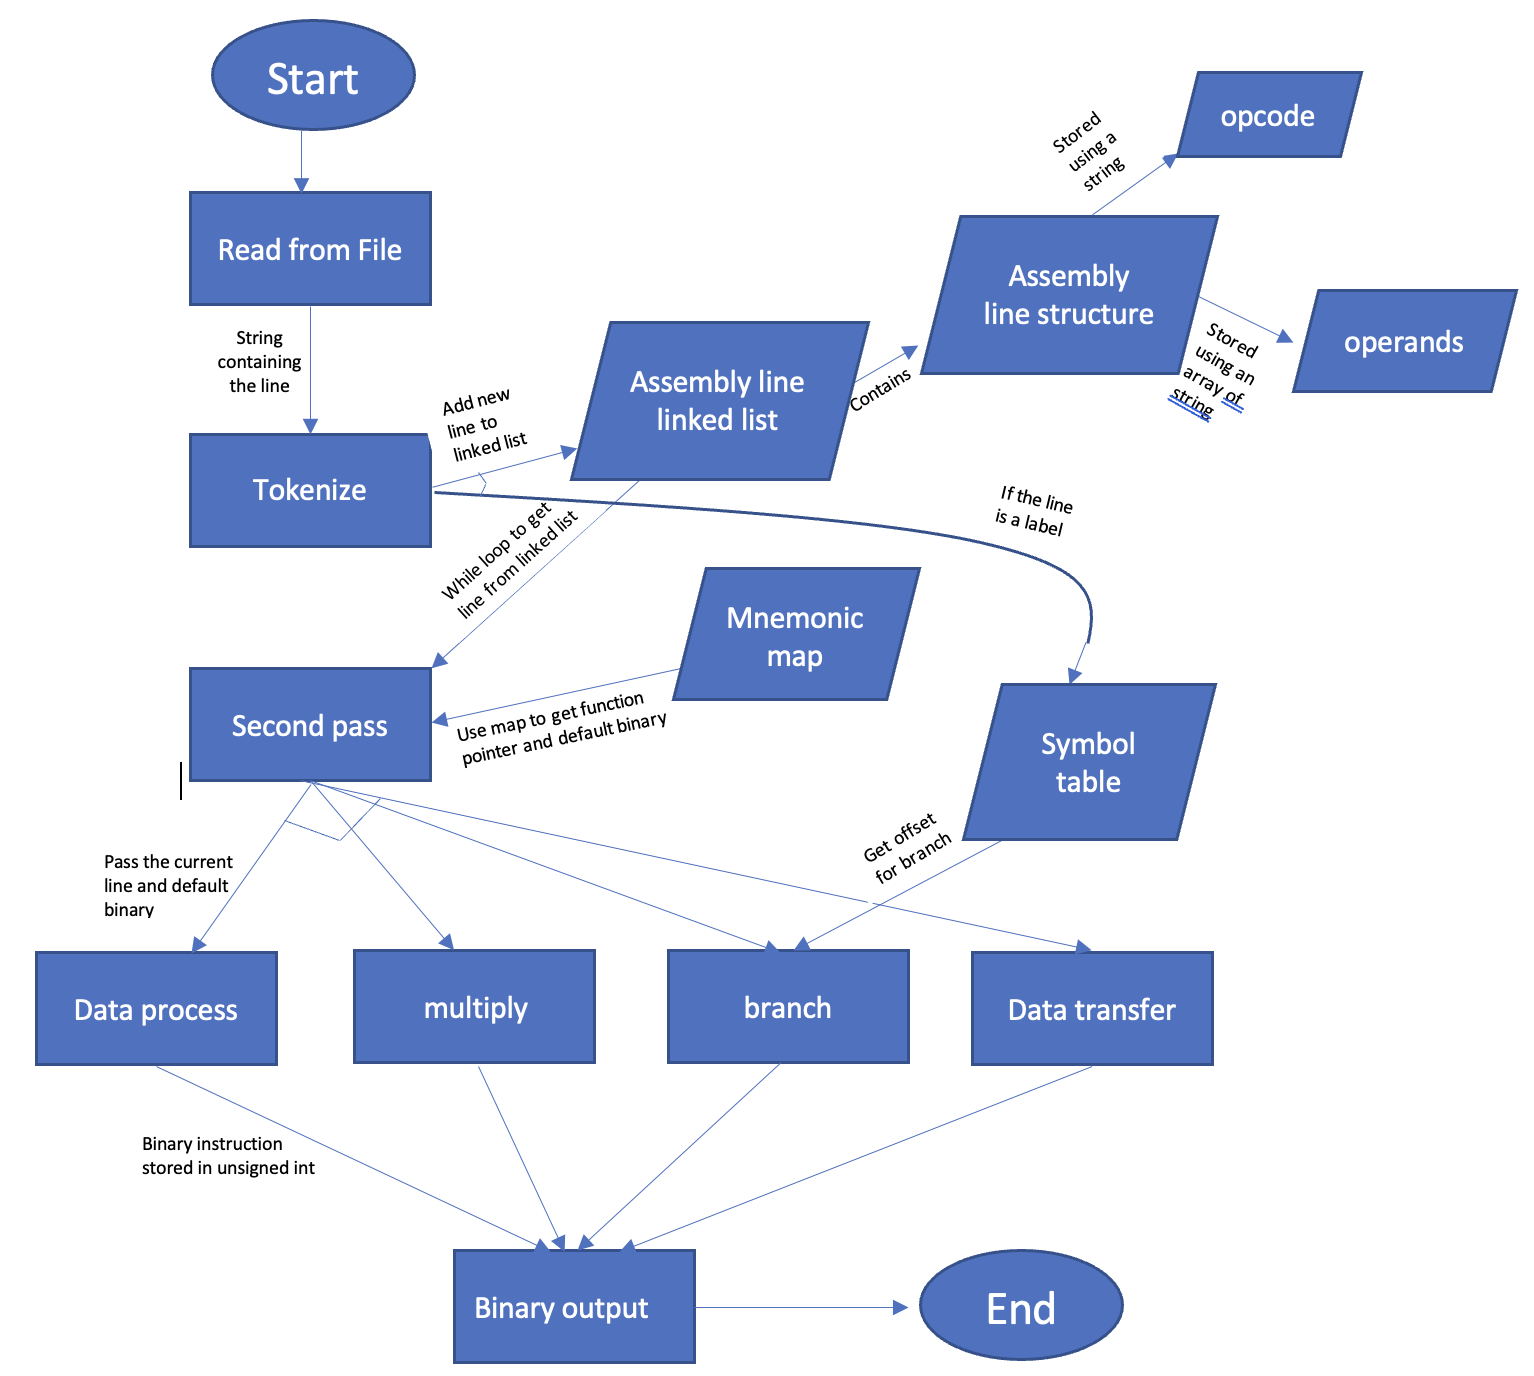 Start
opcode
Stored
using a
string
Read from File
Assembly
line structure
String
containing
the line
Stored
using an
array of
string
operands
Assembly line
linked list
Contains
Add new
line to
linked list
Tokenize
If the line
is a label
While loop to get
line from linked list
Mnemonic
map
Second pass
Use map to get function
pointer and default binary
Symbol
table
Get offset
for branch
Pass the current
line and default
binary
Data process
multiply
branch
Data transfer
Binary instruction
stored in unsigned int
Binary output
End